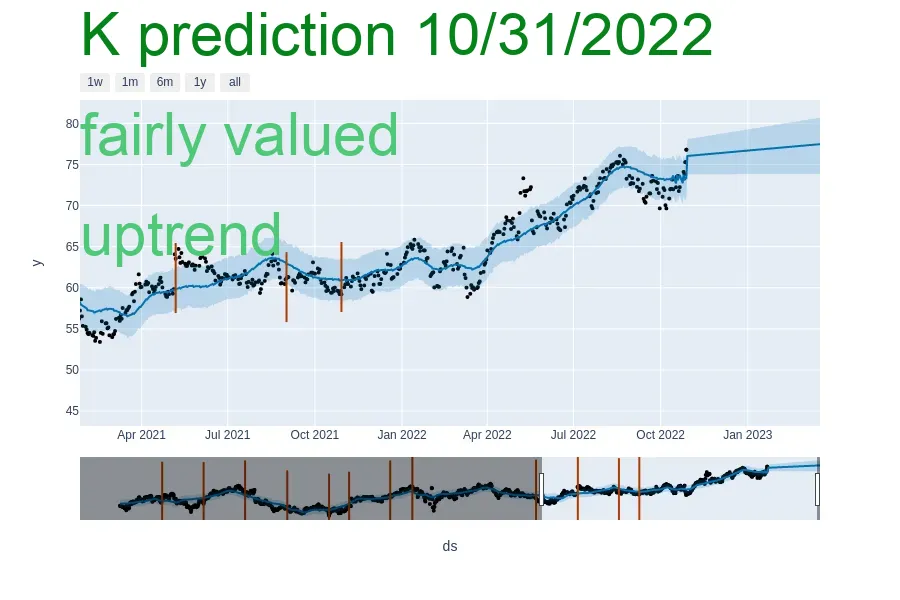 K prediction 10/31/2022
1w 1m 6m 1y all
fairly valued
uptrend
80
75
70
65
60
55
50
45
y
Apr 2021 Jul 2021 Oct 2021 Jan 2022 Apr 2022 Jul 2022 Oct 2022 Jan 2023
ds